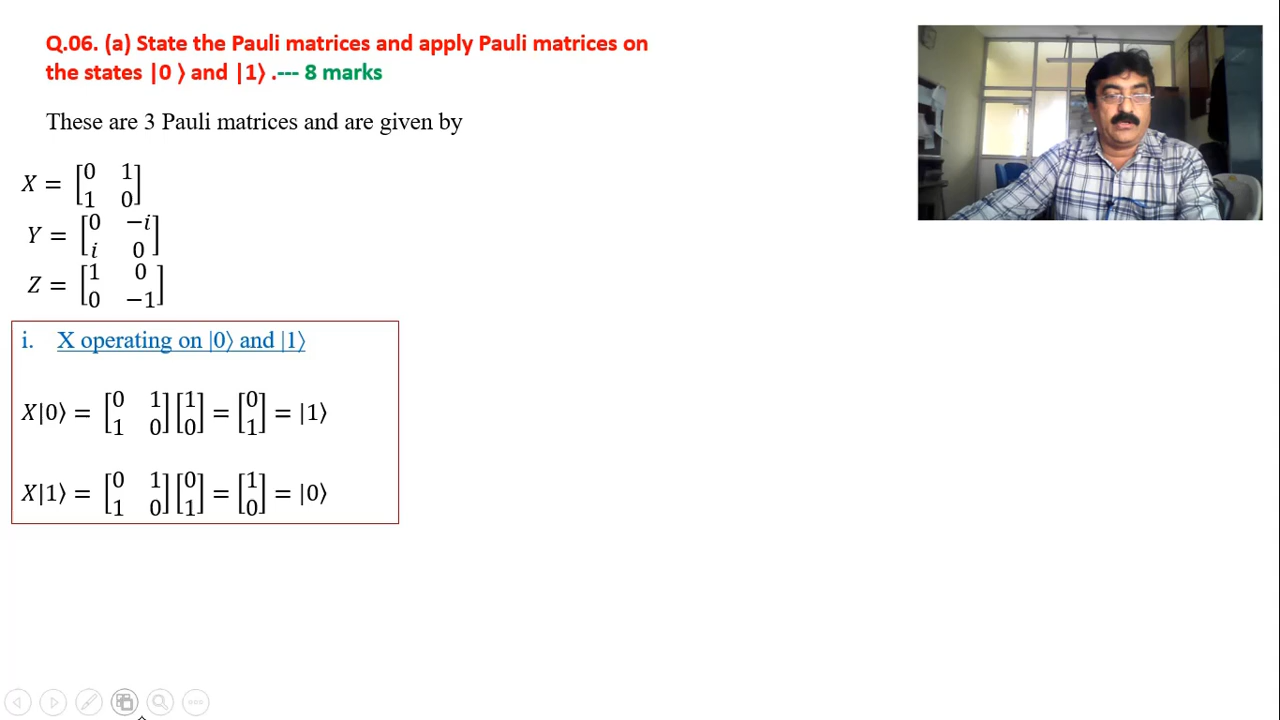 Q.06. (a) State the Pauli matrices and apply Pauli matrices on
the states |0 ⟩ and |1⟩ .--- 8 marks
These are 3 Pauli matrices and are given by
X = [0 1
1 0]
Y = [0 −i
i 0]
Z = [1 0
0 −1]
i. X operating on |0⟩ and |1⟩
X|0⟩ = [0 1
1 0] [1
0] = [0
1] = |1⟩
X|1⟩ = [0 1
1 0] [0
1] = [1
0] = |0⟩